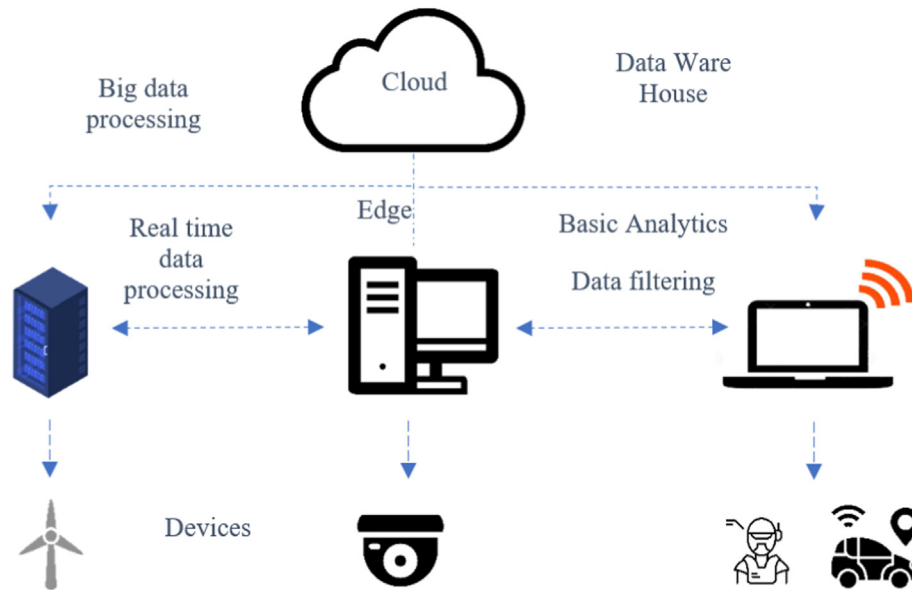 Cloud
Data Ware
House
Big data
processing
Edge
Real time
data
processing
Basic Analytics
Data filtering
Devices